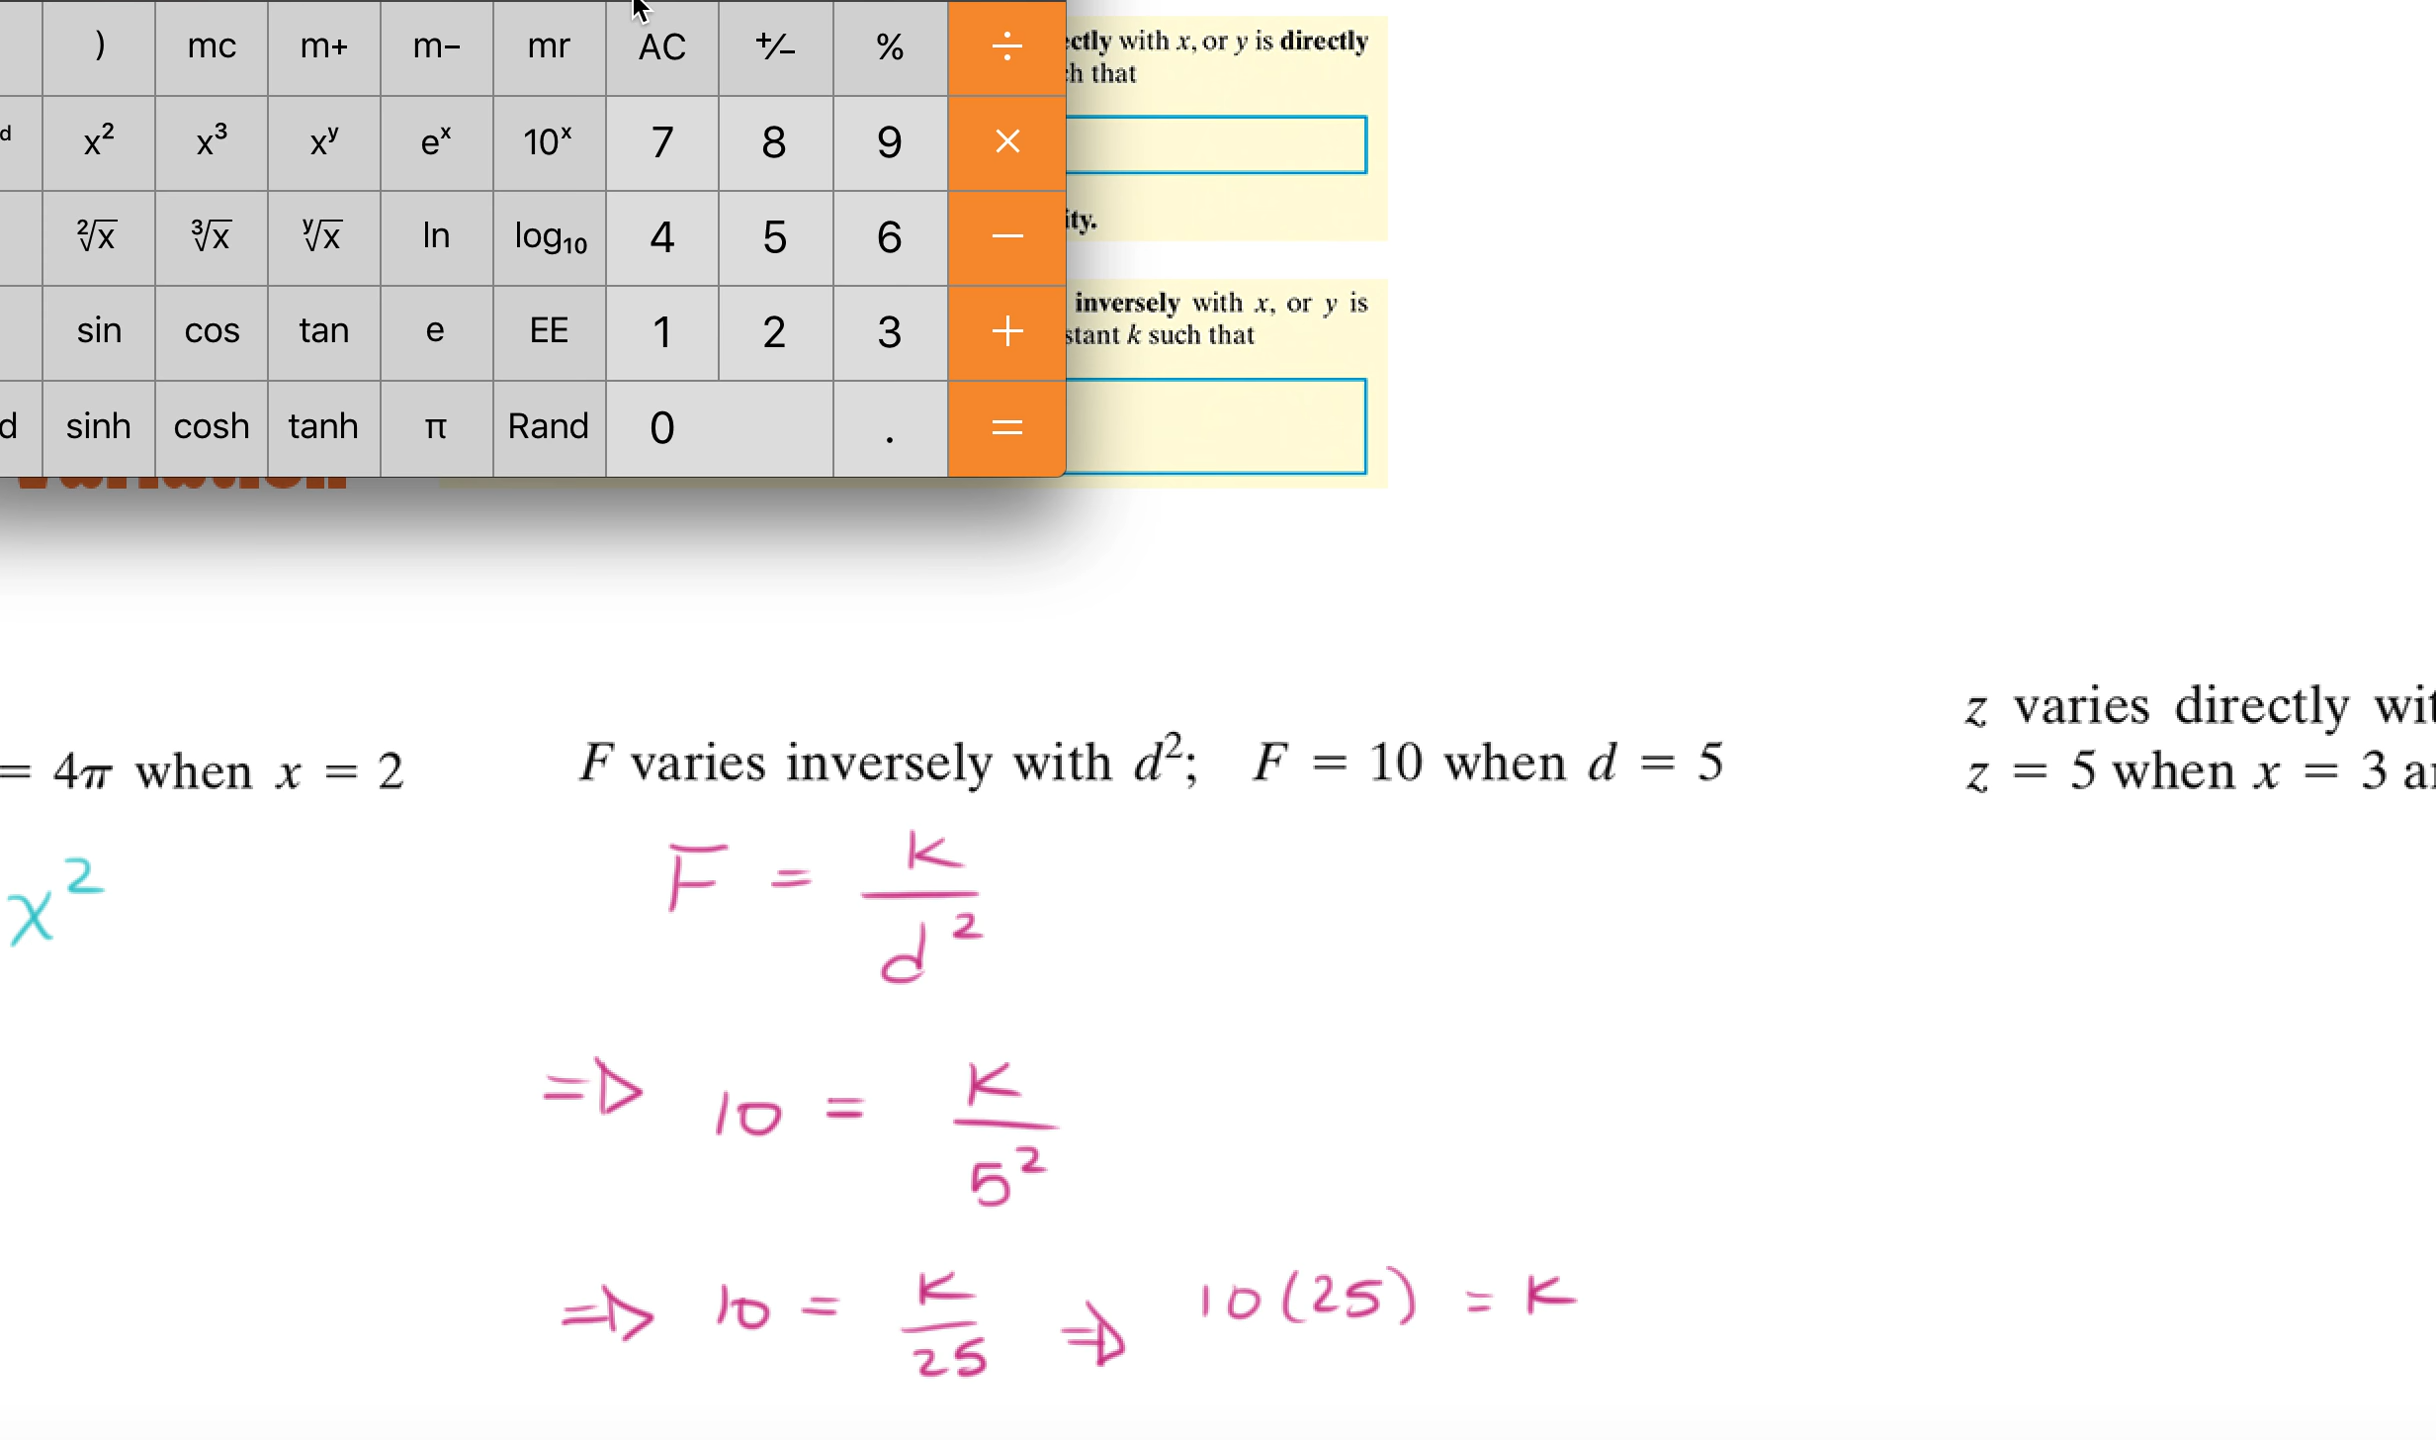 ) mc m+ m− mr AC +/− % ÷
d x² x³ xʸ eˣ 10ˣ 7 8 9 ×
²√x ³√x ʸ√x ln log₁₀ 4 5 6 −
sin cos tan e EE 1 2 3 +
d sinh cosh tanh π Rand 0 . =
ectly with x, or y is directly
ch that
ity.
inversely with x, or y is
stant k such that
= 4π when x = 2
x²
F varies inversely with d²; F = 10 when d = 5
F = K/d²
⇒ 10 = K/5²
⇒ 10 = K/25 ⇒ 10(25) = K
z varies directly wit
z = 5 when x = 3 a